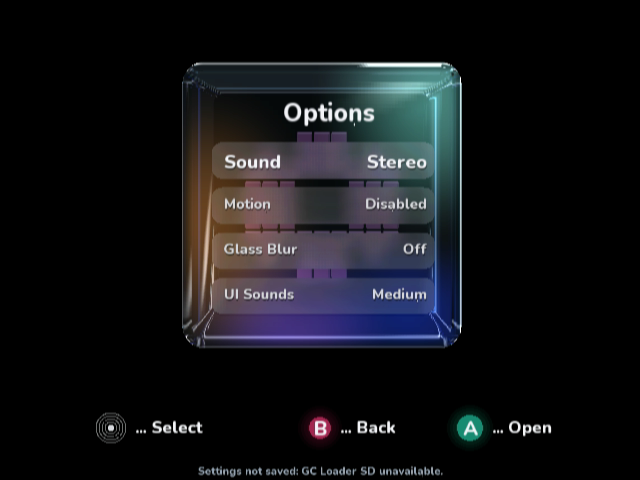 Options
Sound Stereo
Motion Disabled
Glass Blur Off
UI Sounds Medium
... Select B ... Back A ... Open
Settings not saved: GC Loader SD unavailable.